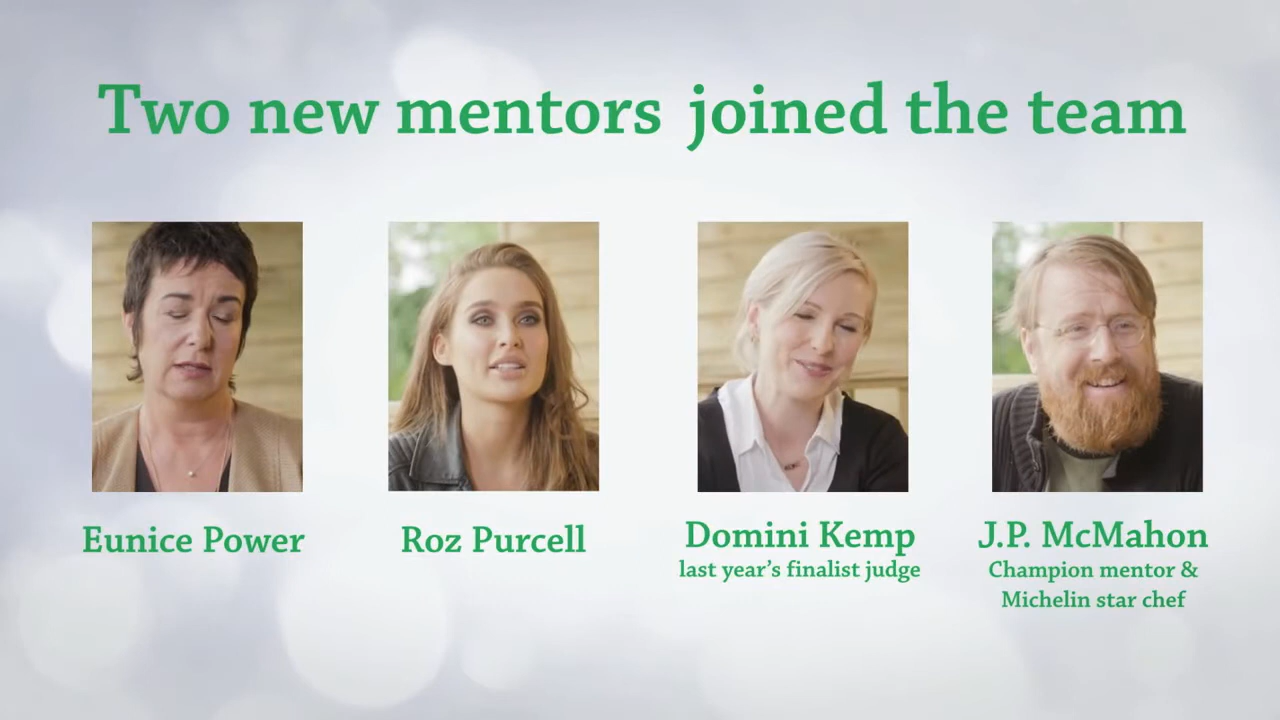 Two new mentors joined the team
Eunice Power
Roz Purcell
Domini Kemp
last year's finalist judge
J.P. McMahon
Champion mentor &
Michelin star chef